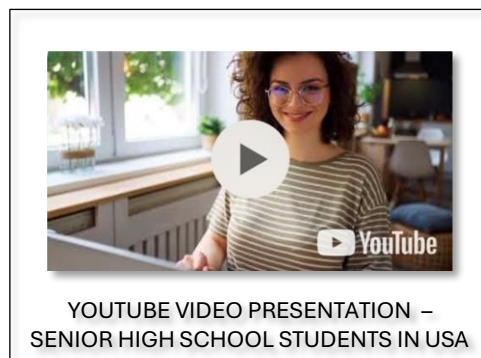 YouTube
YOUTUBE VIDEO PRESENTATION –
SENIOR HIGH SCHOOL STUDENTS IN USA